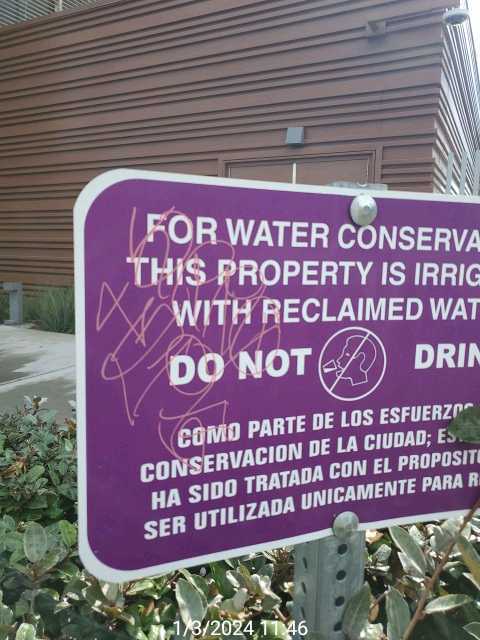 FOR WATER CONSERVA
THIS PROPERTY IS IRRIG
WITH RECLAIMED WAT
DO NOT DRIN
COMO PARTE DE LOS ESFUERZOS
CONSERVACION DE LA CIUDAD; ES
HA SIDO TRATADA CON EL PROPOSITO
SER UTILIZADA UNICAMENTE PARA R
1/3/2024 11:46